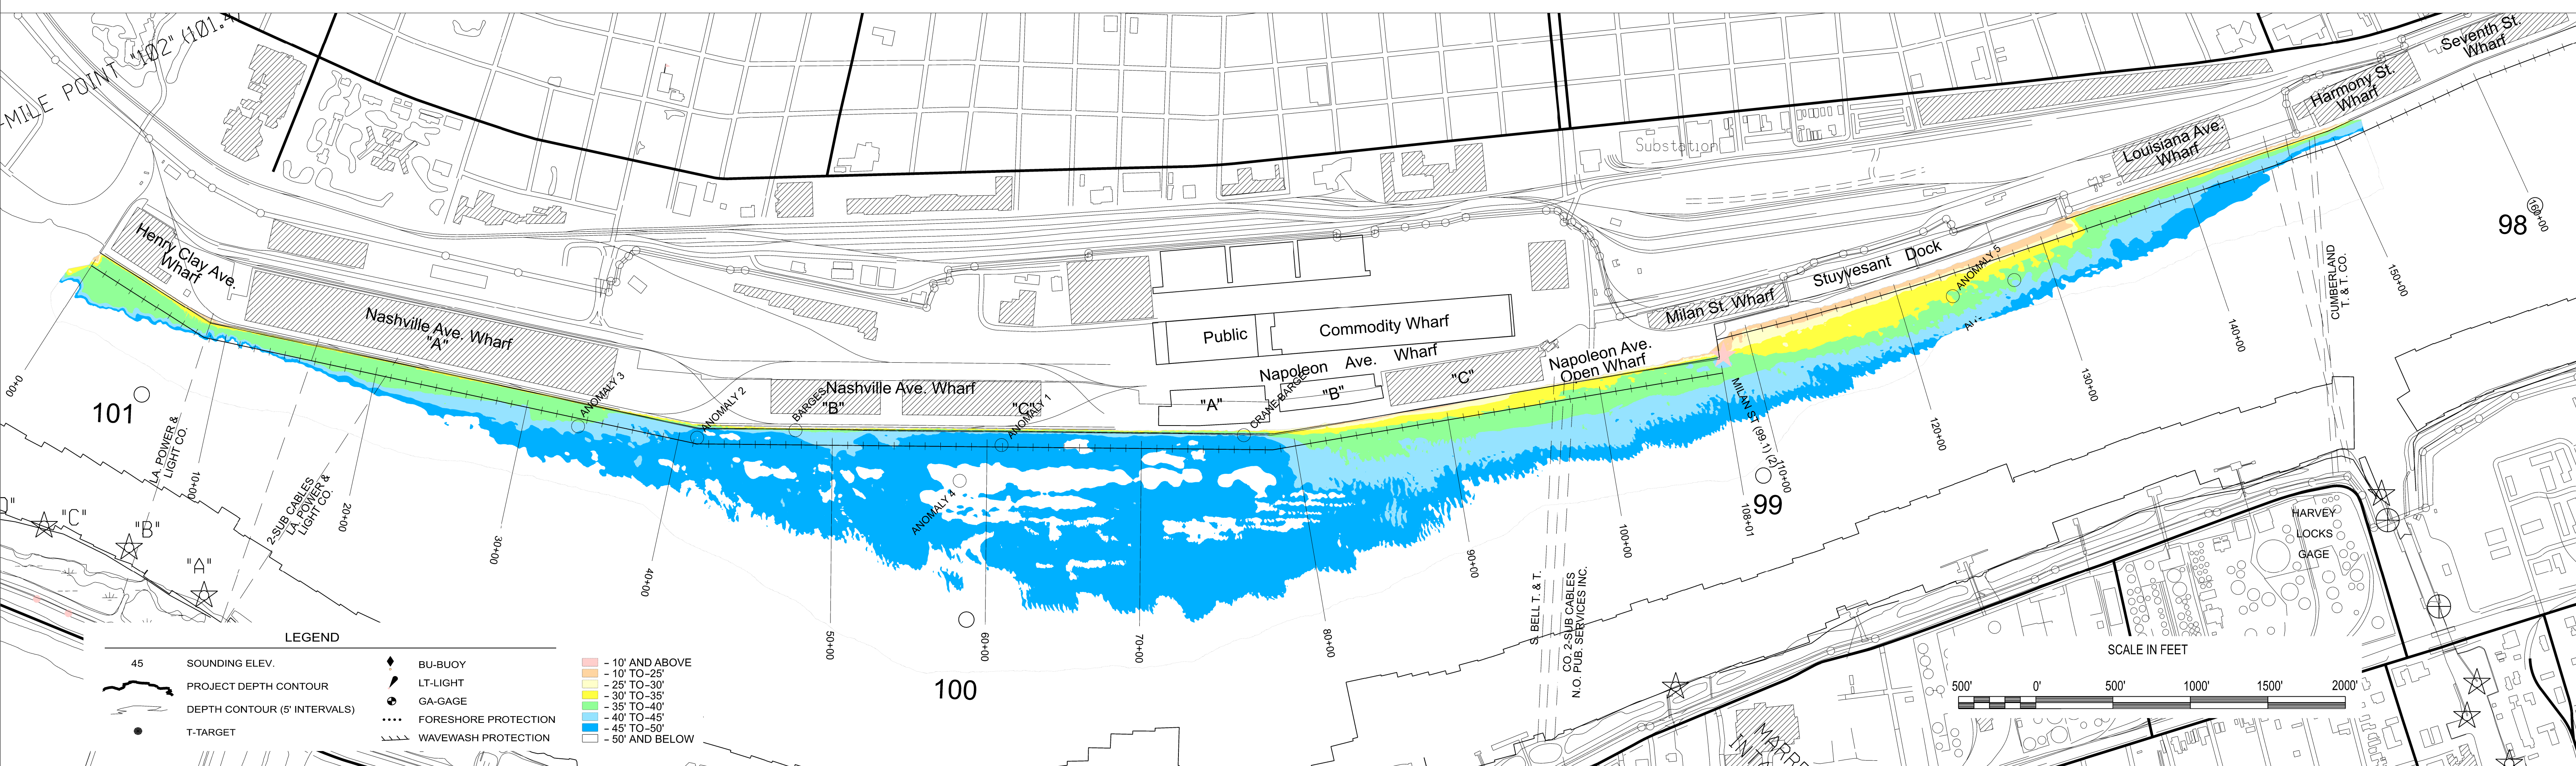 -MILE POINT "102" (101.4)
Seventh St.
Wharf
Harmony St.
Wharf
Louisiana Ave.
Wharf
Substation
Henry Clay Ave.
Wharf
Nashville Ave. Wharf
"A"
Public
Commodity Wharf
Napoleon Ave. Wharf
"A"
"B"
"C"
Napoleon Ave.
Open Wharf
Milan St. Wharf
Stuyvesant Dock
Nashville Ave. Wharf
"B"
"C"
ANOMALY 3
ANOMALY 2
BARGES
ANOMALY 1
CRANE BARGE
ANOMALY 4
ANOMALY 5
MILAN ST (99.1) (2)
98
99
100
101
00+0
10+00
20+00
30+00
40+00
50+00
60+00
70+00
80+00
90+00
100+00
108+01
110+00
120+00
130+00
140+00
150+00
160+00
LA. POWER &
LIGHT CO.
2-SUB CABLES
LA. POWER &
LIGHT CO.
S. BELL T. & T.
CO. 2-SUB CABLES
N.O. PUB. SERVICES INC.
CUMBERLAND
T. & T. CO.
"C"
"B"
"A"
HARVEY
LOCKS
GAGE
LEGEND
45 SOUNDING ELEV.
PROJECT DEPTH CONTOUR
DEPTH CONTOUR (5' INTERVALS)
T-TARGET
BU-BUOY
LT-LIGHT
GA-GAGE
FORESHORE PROTECTION
WAVEWASH PROTECTION
- 10' AND ABOVE
- 10' TO-25'
- 25' TO-30'
- 30' TO-35'
- 35' TO-40'
- 40' TO-45'
- 45' TO-50'
- 50' AND BELOW
SCALE IN FEET
500' 0' 500' 1000' 1500' 2000'